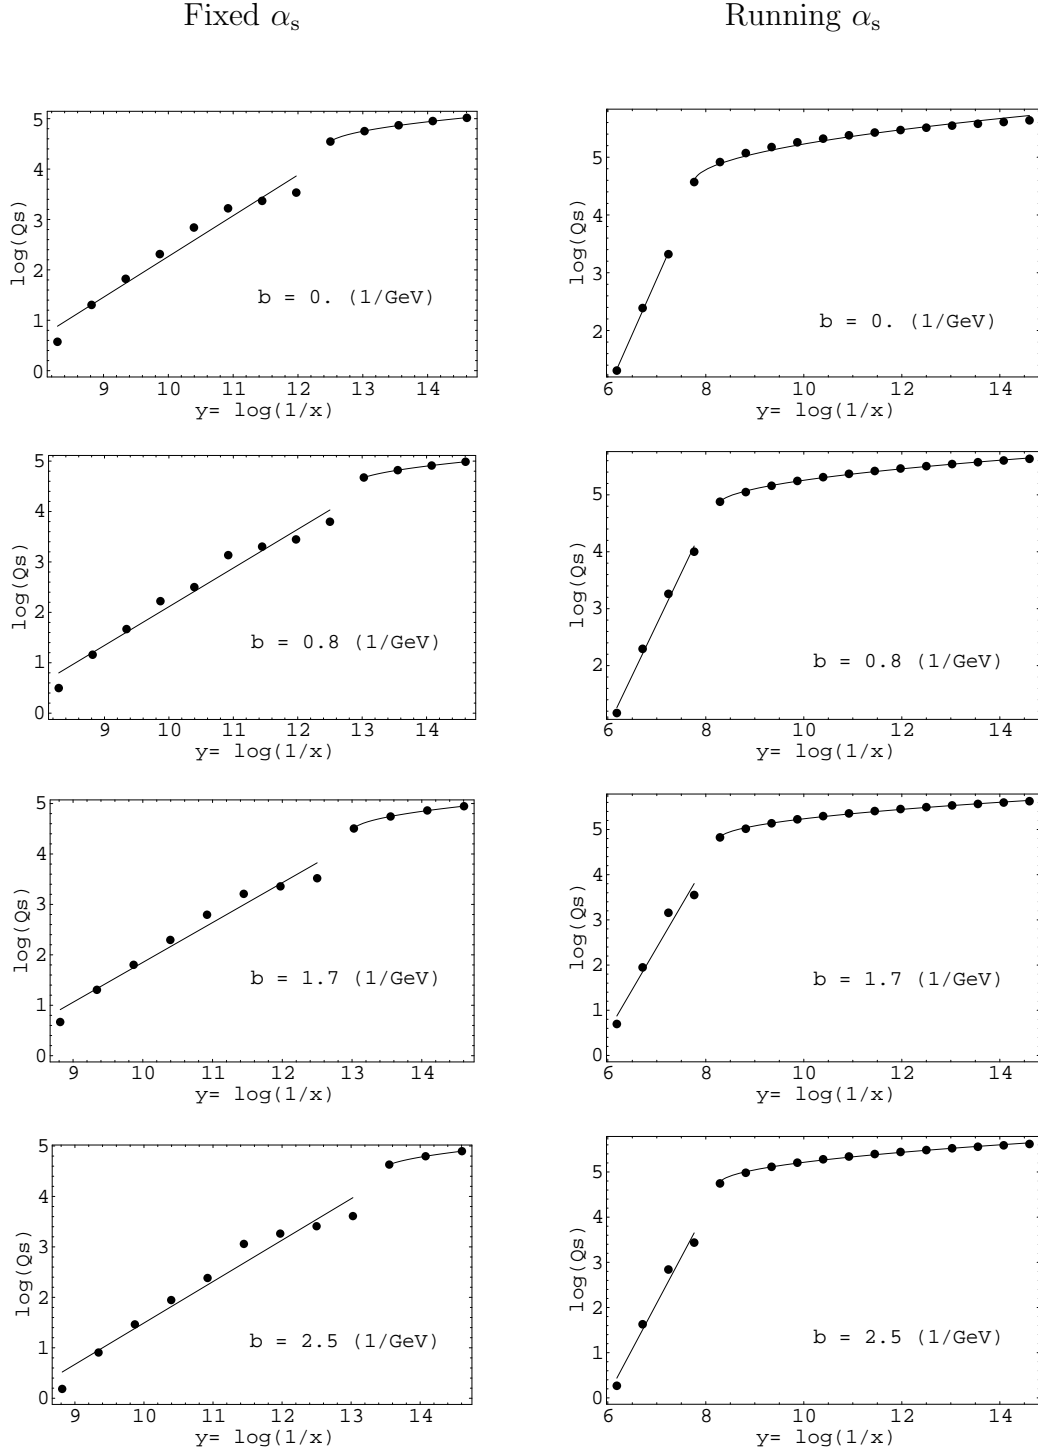 Fixed αs
Running αs
log(Qs)
5
4
3
2
1
0
b = 0. (1/GeV)
9 10 11 12 13 14
y= log(1/x)
log(Qs)
5
4
3
2
b = 0. (1/GeV)
6 8 10 12 14
y= log(1/x)
log(Qs)
5
4
3
2
1
0
b = 0.8 (1/GeV)
9 10 11 12 13 14
y= log(1/x)
log(Qs)
5
4
3
2
b = 0.8 (1/GeV)
6 8 10 12 14
y= log(1/x)
log(Qs)
5
4
3
2
1
0
b = 1.7 (1/GeV)
9 10 11 12 13 14
y= log(1/x)
log(Qs)
5
4
3
2
1
0
b = 1.7 (1/GeV)
6 8 10 12 14
y= log(1/x)
log(Qs)
5
4
3
2
1
0
b = 2.5 (1/GeV)
9 10 11 12 13 14
y= log(1/x)
log(Qs)
5
4
3
2
1
0
b = 2.5 (1/GeV)
6 8 10 12 14
y= log(1/x)